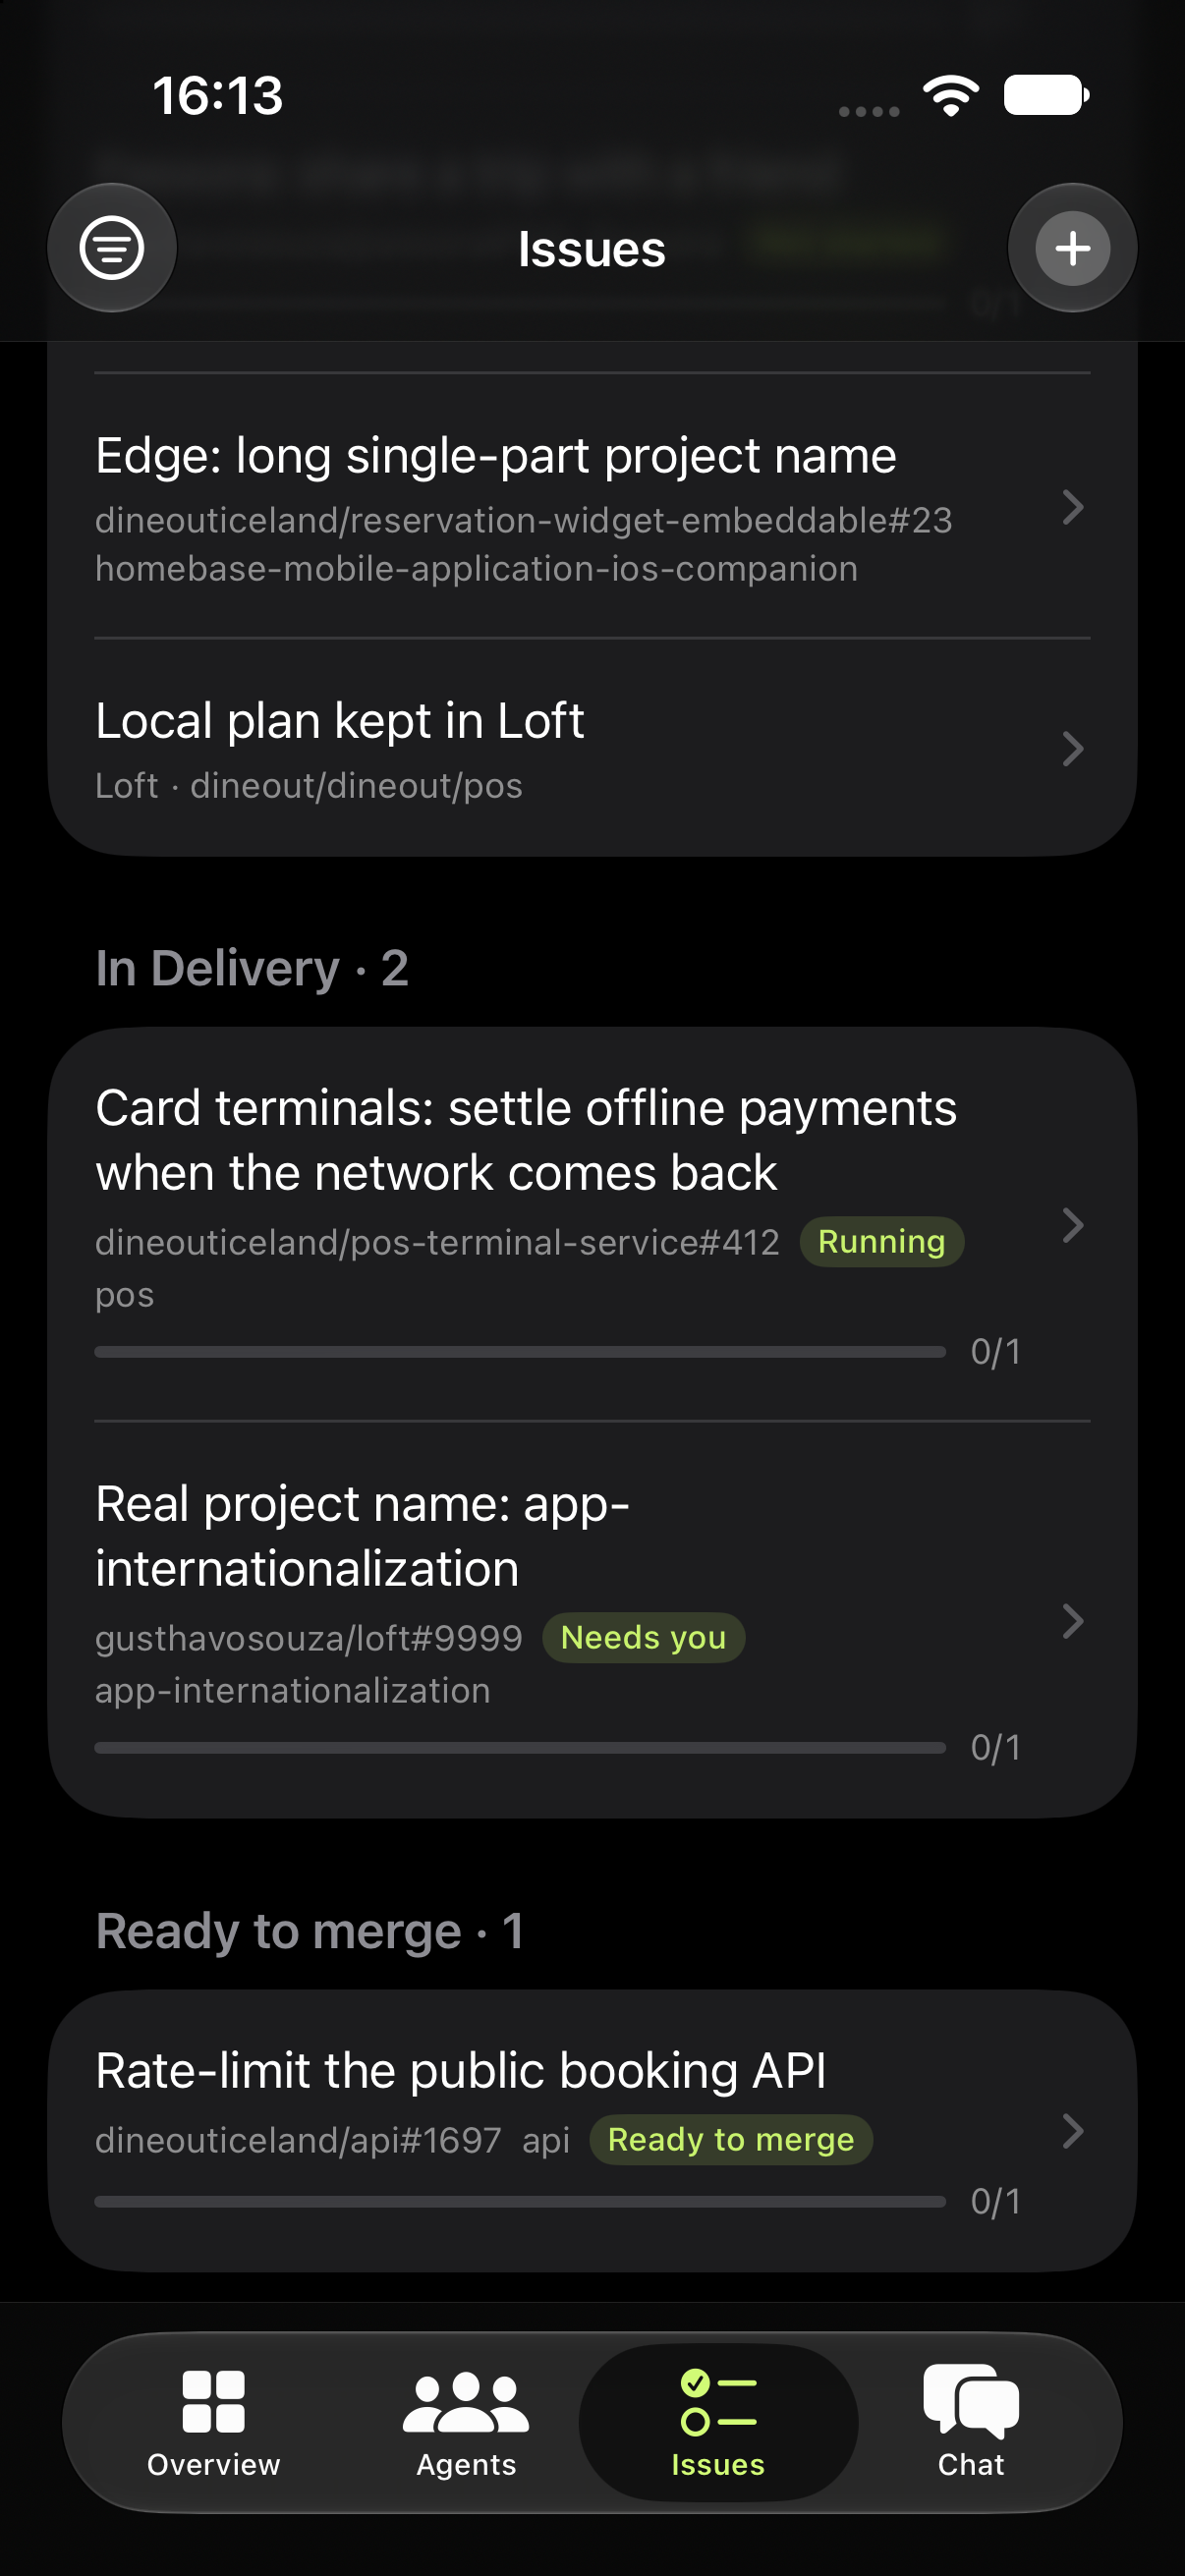 16:13
Issues
0/1
Edge: long single-part project name
dineouticeland/reservation-widget-embeddable#23
homebase-mobile-application-ios-companion
Local plan kept in Loft
Loft · dineout/dineout/pos
In Delivery · 2
Card terminals: settle offline payments
when the network comes back
dineouticeland/pos-terminal-service#412 Running
pos
0/1
Real project name: app-
internationalization
gusthavosouza/loft#9999 Needs you
app-internationalization
0/1
Ready to merge · 1
Rate-limit the public booking API
dineouticeland/api#1697 api Ready to merge
0/1
Overview Agents Issues Chat